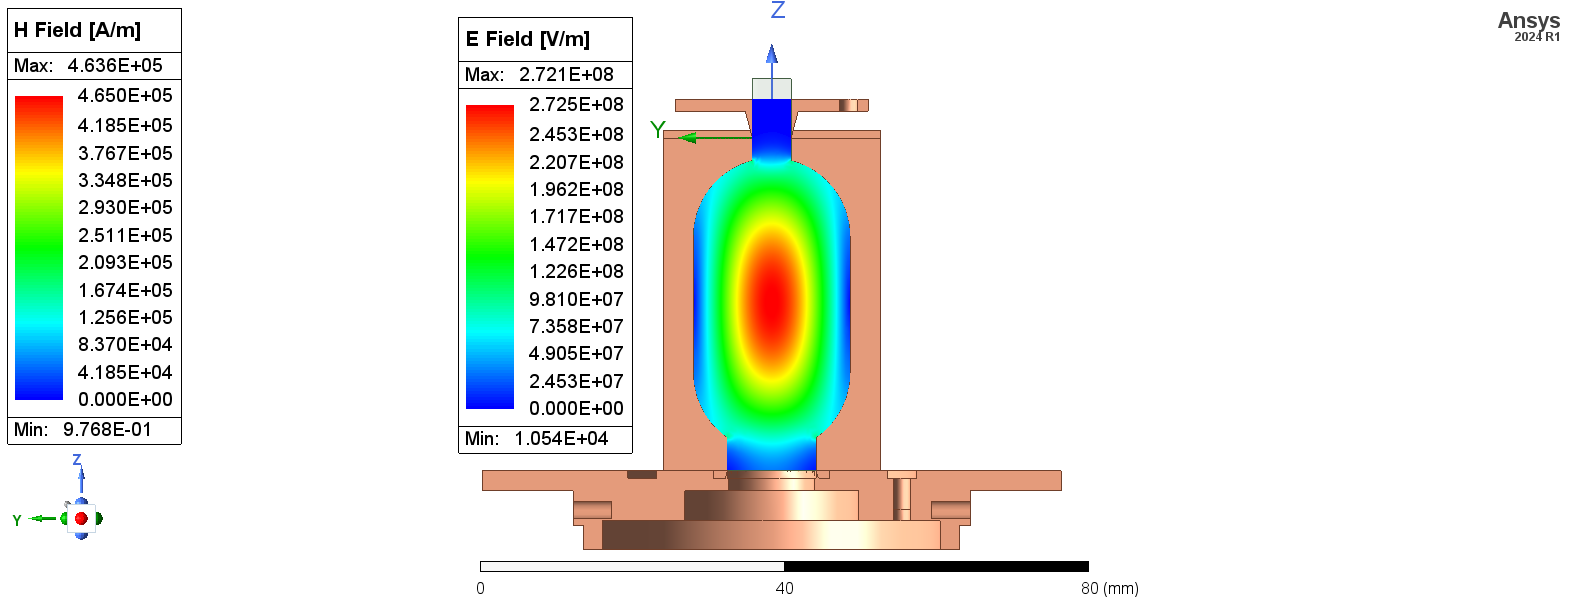 H Field [A/m]
Max: 4.636E+05
4.650E+05
4.185E+05
3.767E+05
3.348E+05
2.930E+05
2.511E+05
2.093E+05
1.674E+05
1.256E+05
8.370E+04
4.185E+04
0.000E+00
Min: 9.768E-01
Z
Y
E Field [V/m]
Max: 2.721E+08
2.725E+08
2.453E+08
2.207E+08
1.962E+08
1.717E+08
1.472E+08
1.226E+08
9.810E+07
7.358E+07
4.905E+07
2.453E+07
0.000E+00
Min: 1.054E+04
Z
Y
0 40 80 (mm)
Ansys
2024 R1